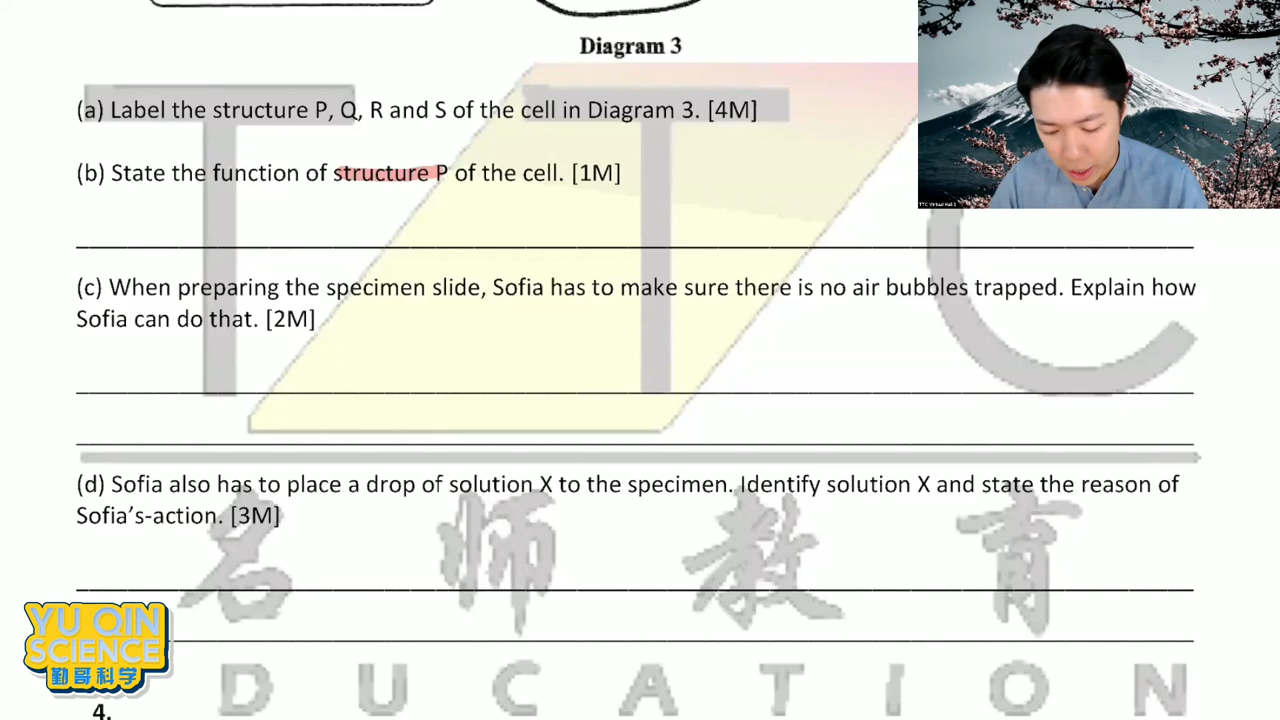 Diagram 3
(a) Label the structure P, Q, R and S of the cell in Diagram 3. [4M]
(b) State the function of structure P of the cell. [1M]
(c) When preparing the specimen slide, Sofia has to make sure there is no air bubbles trapped. Explain how
Sofia can do that. [2M]
(d) Sofia also has to place a drop of solution X to the specimen. Identify solution X and state the reason of
Sofia's-action. [3M]
T T C
名 师 教 育
D U C A T I O N
YU QIN
SCIENCE
勤哥科学
4.
TTC Virtual Hall 1